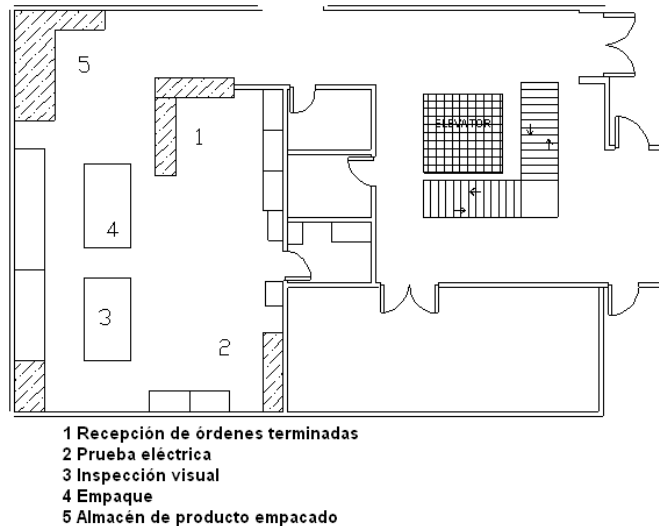 5
1
ELEVATOR
4
3
2
1 Recepción de órdenes terminadas
2 Prueba eléctrica
3 Inspección visual
4 Empaque
5 Almacén de producto empacado